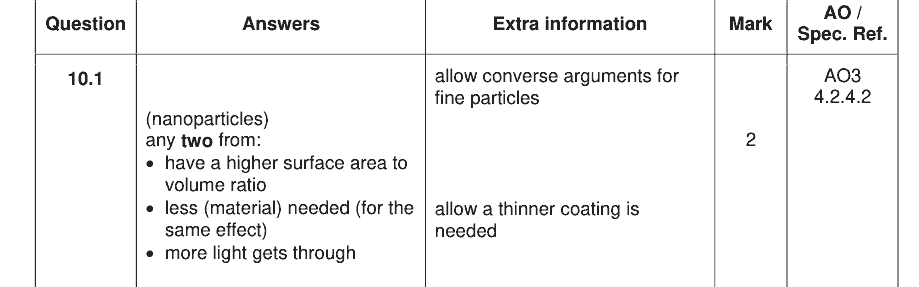 Question Answers Extra information Mark AO /
Spec. Ref.
10.1
(nanoparticles)
any two from:
• have a higher surface area to
volume ratio
• less (material) needed (for the
same effect)
• more light gets through
allow converse arguments for
fine particles
allow a thinner coating is
needed
2
AO3
4.2.4.2